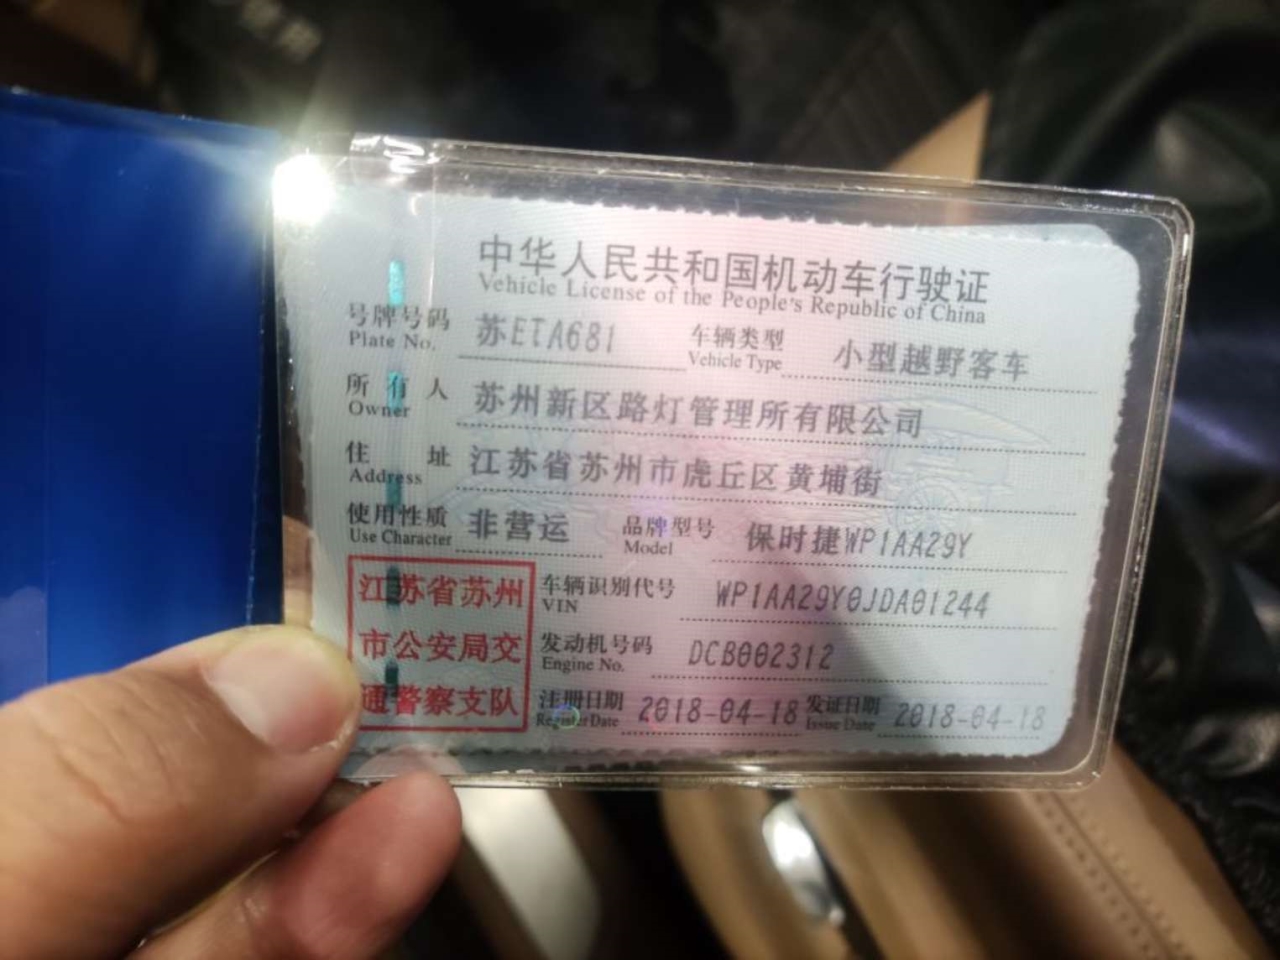 中华人民共和国机动车行驶证
Vehicle License of the People's Republic of China
号牌号码 苏ETA681 车辆类型 小型越野客车
Plate No. Vehicle Type
所有人 苏州新区路灯管理所有限公司
Owner
住址 江苏省苏州市虎丘区黄埔街
Address
使用性质 非营运 品牌型号 保时捷WP1AA29Y
Use Character Model
江苏省苏州
市公安局交
通警察支队
车辆识别代号 WP1AA29Y0JDA01244
VIN
发动机号码 DCB002312
Engine No.
注册日期 2018-04-18 发证日期 2018-04-18
Register Date Issue Date